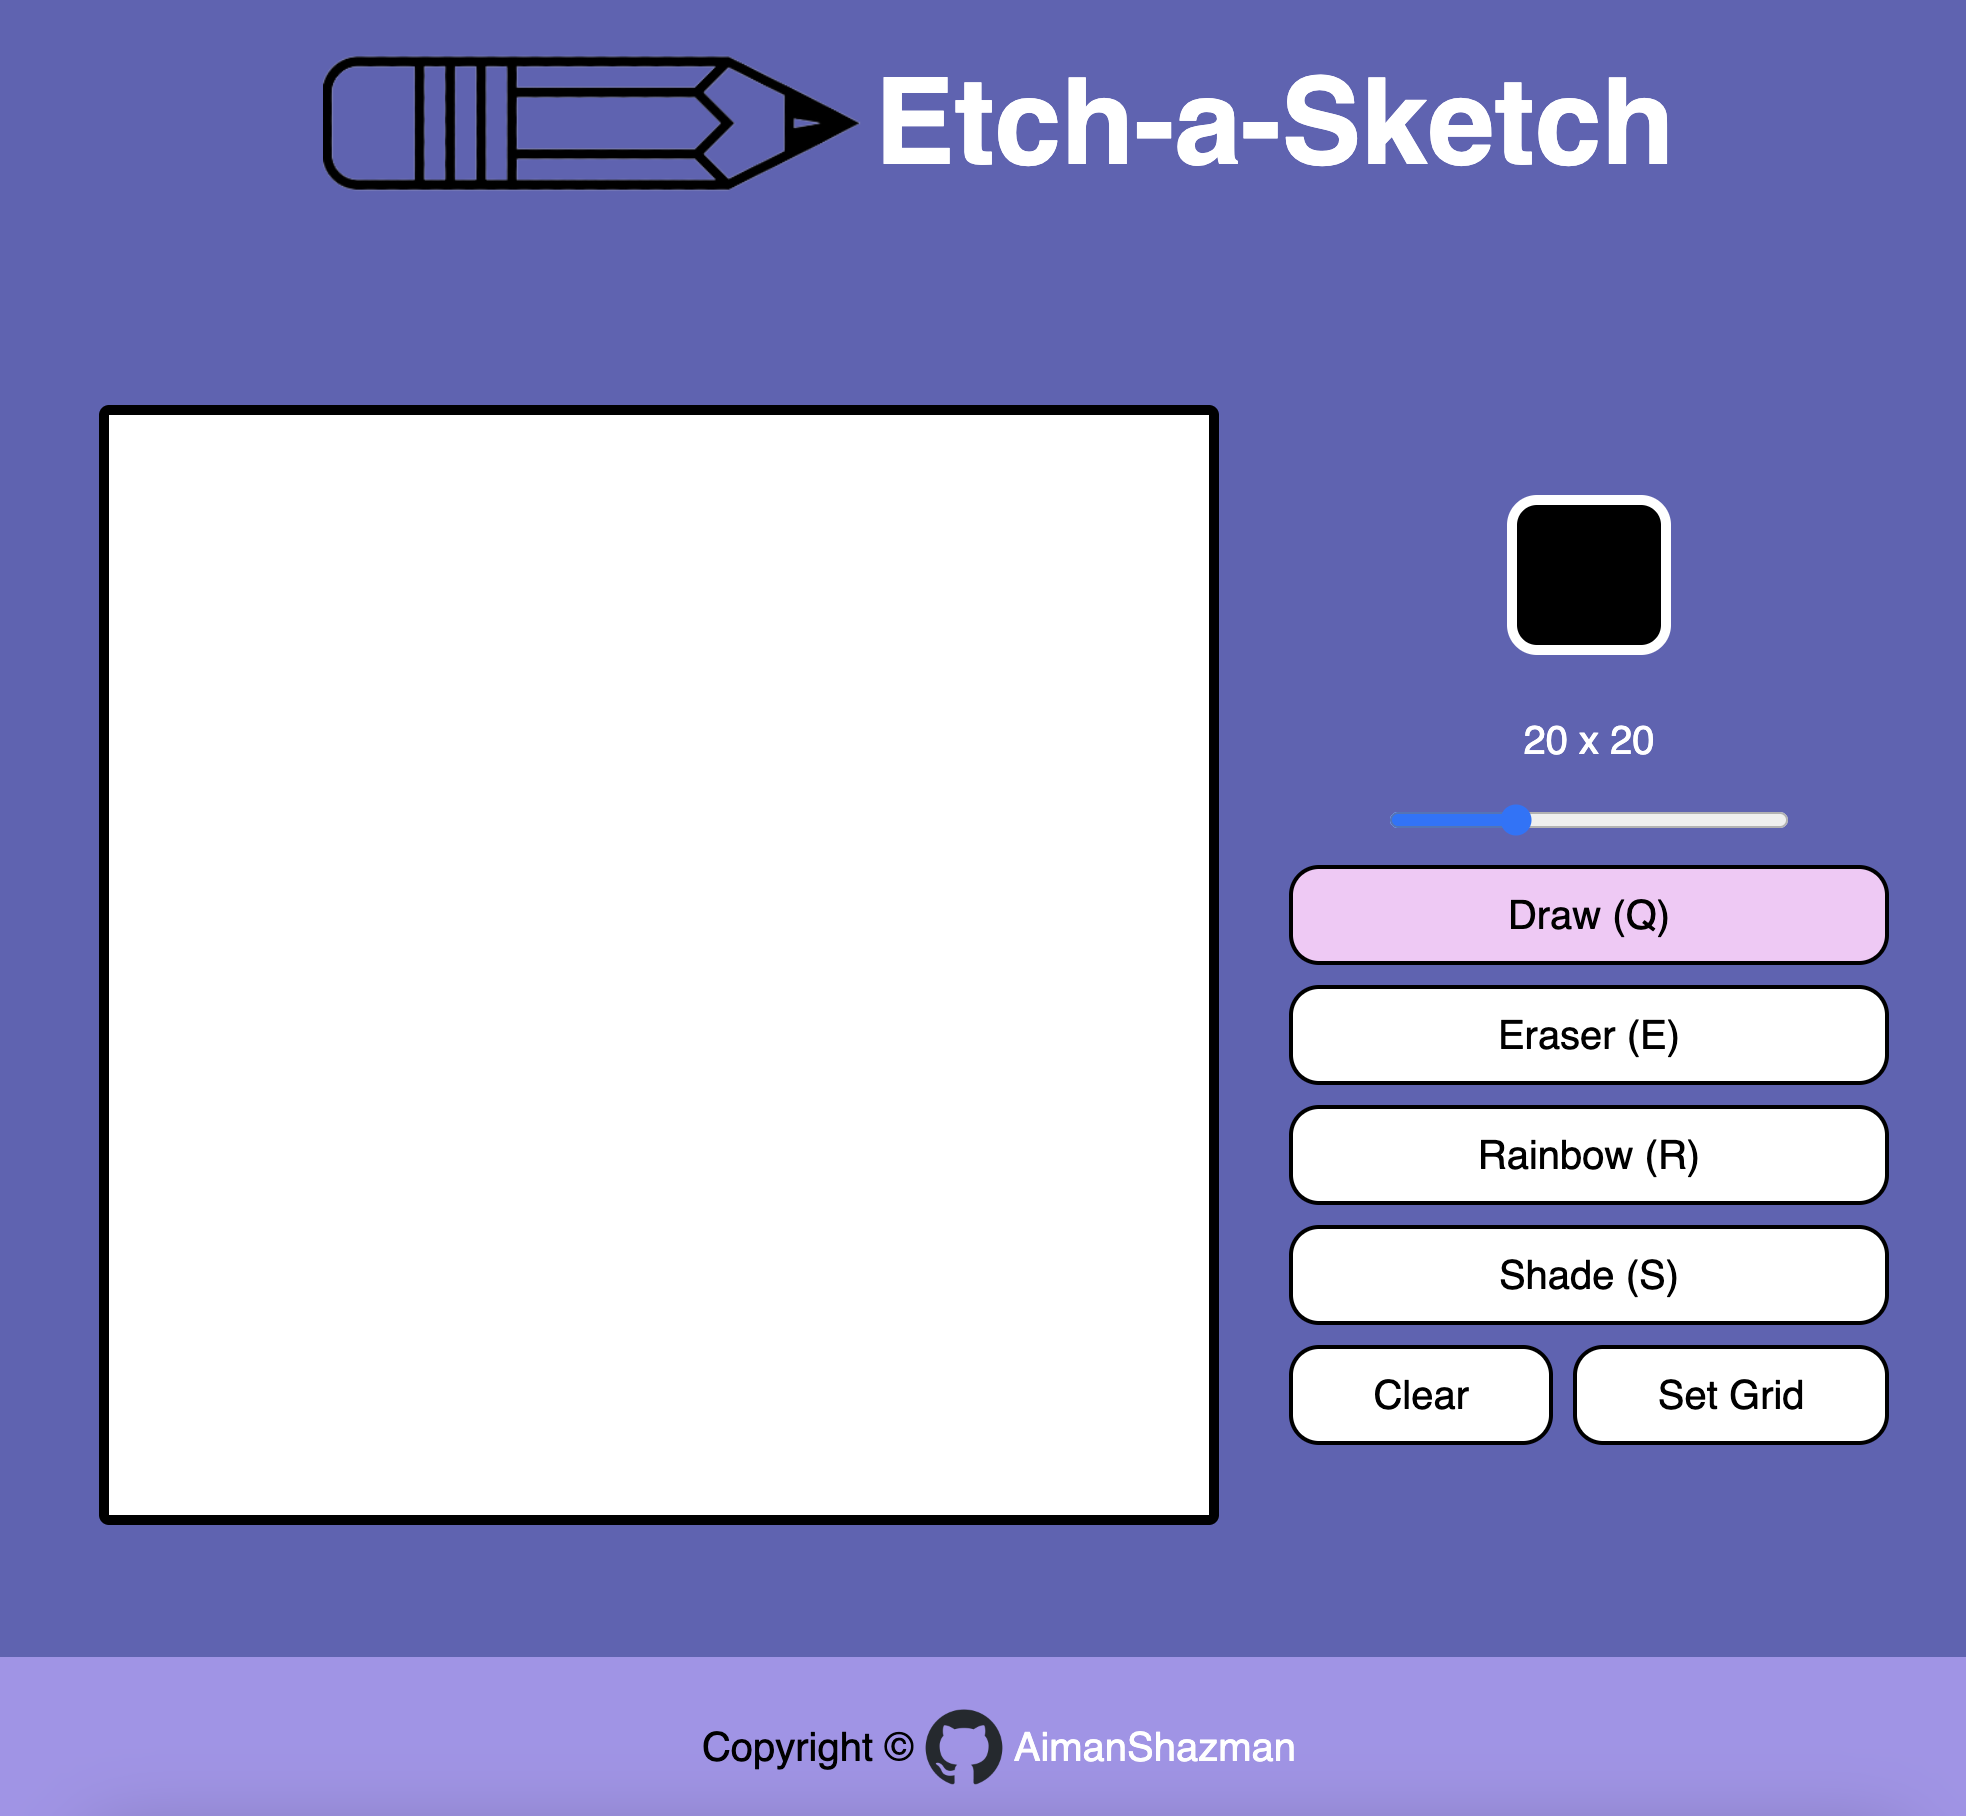 Etch-a-Sketch
20 x 20
Draw (Q)
Eraser (E)
Rainbow (R)
Shade (S)
Clear
Set Grid
Copyright © AimanShazman